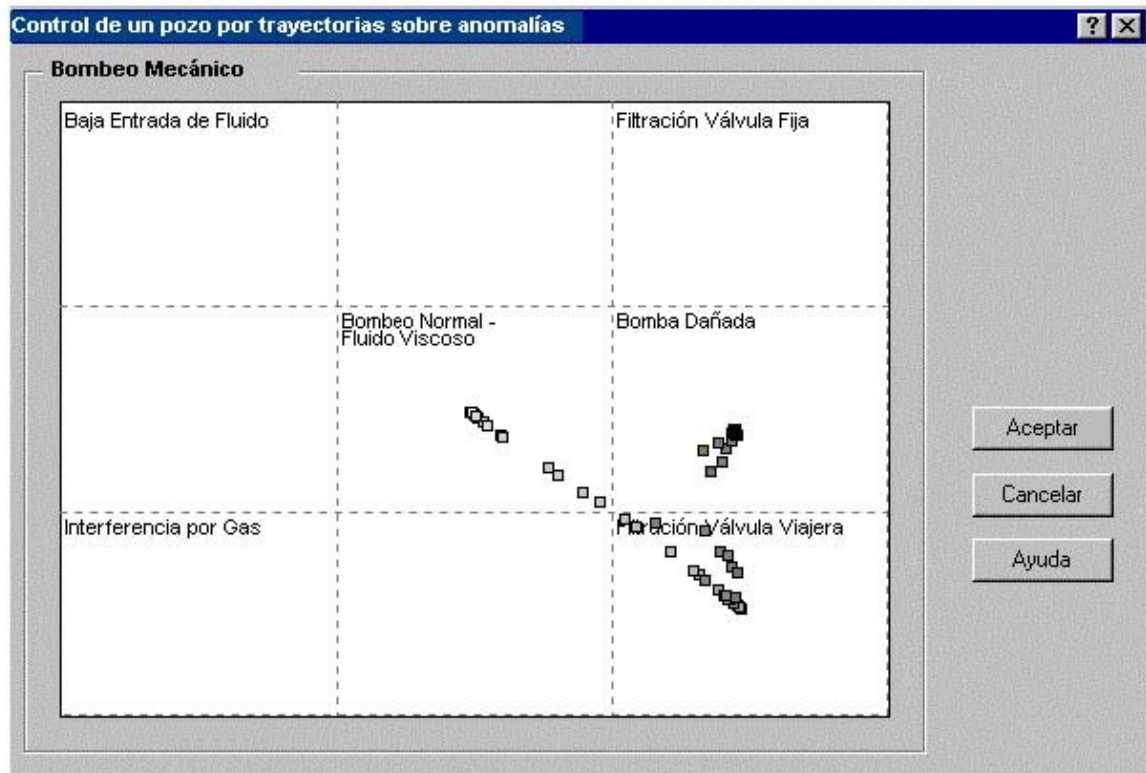 Control de un pozo por trayectorias sobre anomalías
Bombeo Mecánico
Baja Entrada de Fluido
Filtración Válvula Fija
Bombeo Normal -
Fluido Viscoso
Bomba Dañada
Interferencia por Gas
Filtración Válvula Viajera
Aceptar
Cancelar
Ayuda